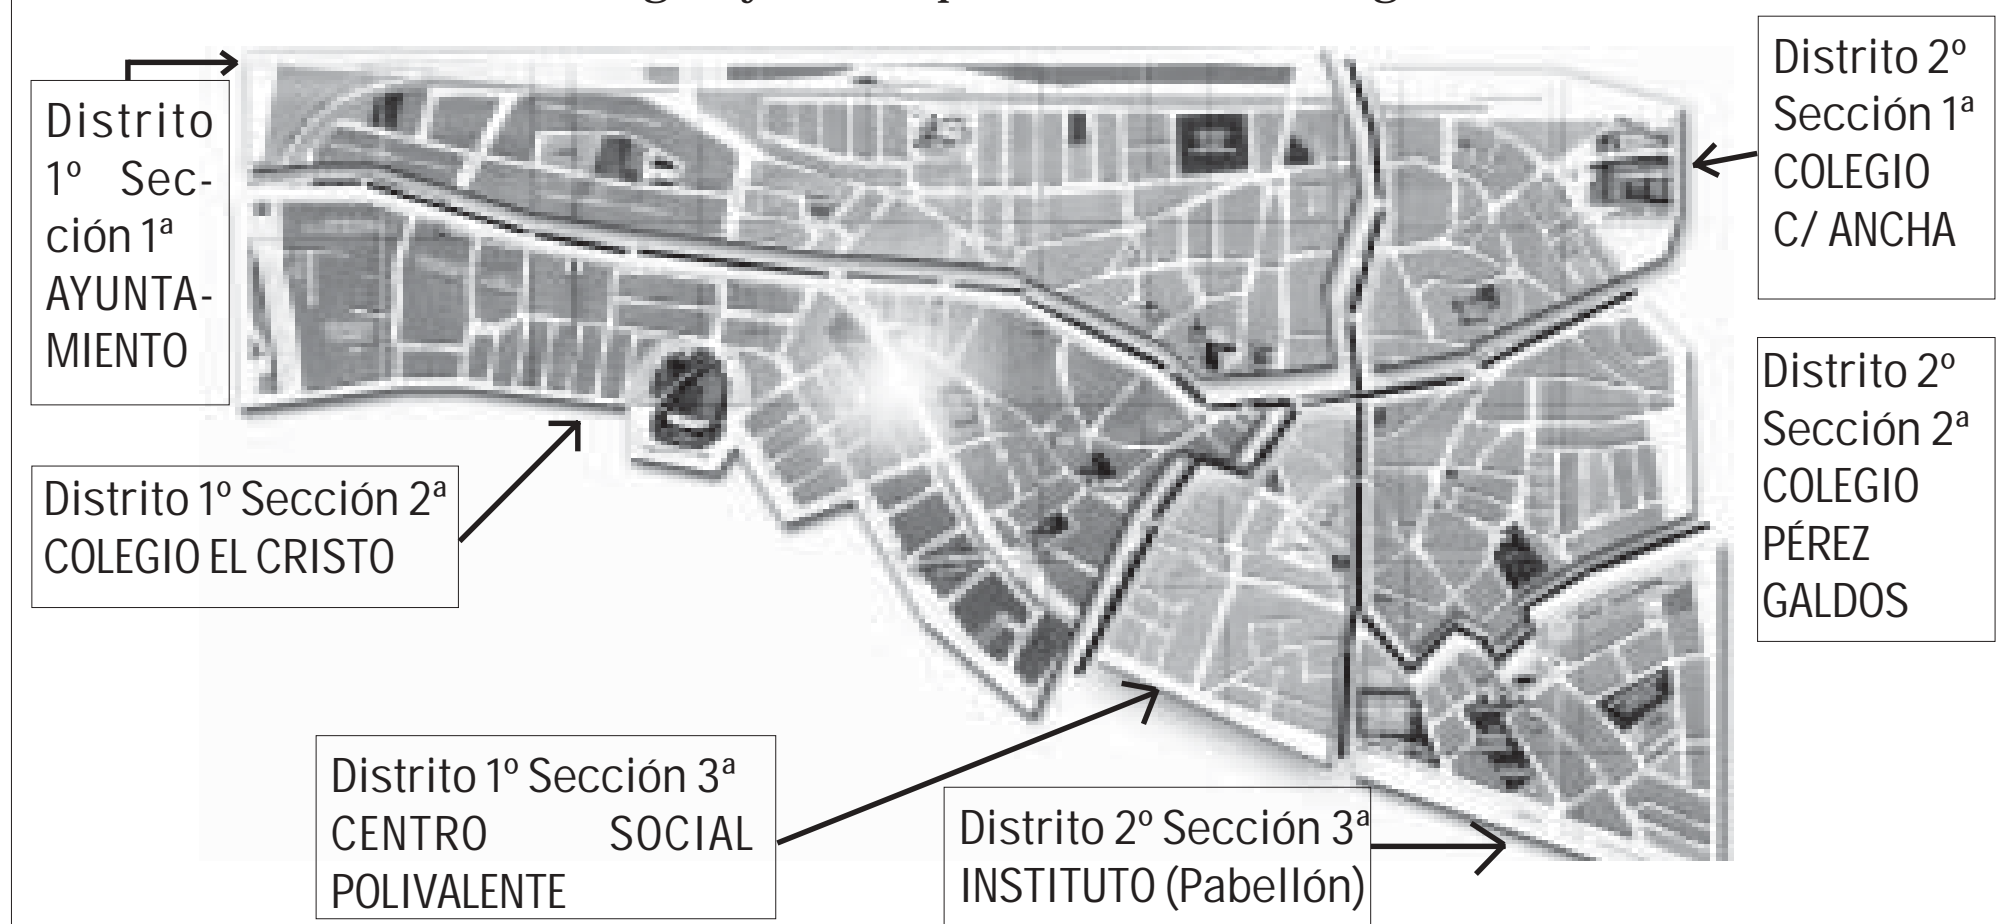 Distrito
1º Sec-
ción 1ª
AYUNTA-
MIENTO
Distrito 2º
Sección 1ª
COLEGIO
C/ ANCHA
Distrito 2º
Sección 2ª
COLEGIO
PÉREZ
GALDOS
Distrito 1º Sección 2ª
COLEGIO EL CRISTO
Distrito 1º Sección 3ª
CENTRO SOCIAL
POLIVALENTE
Distrito 2º Sección 3ª
INSTITUTO (Pabellón)